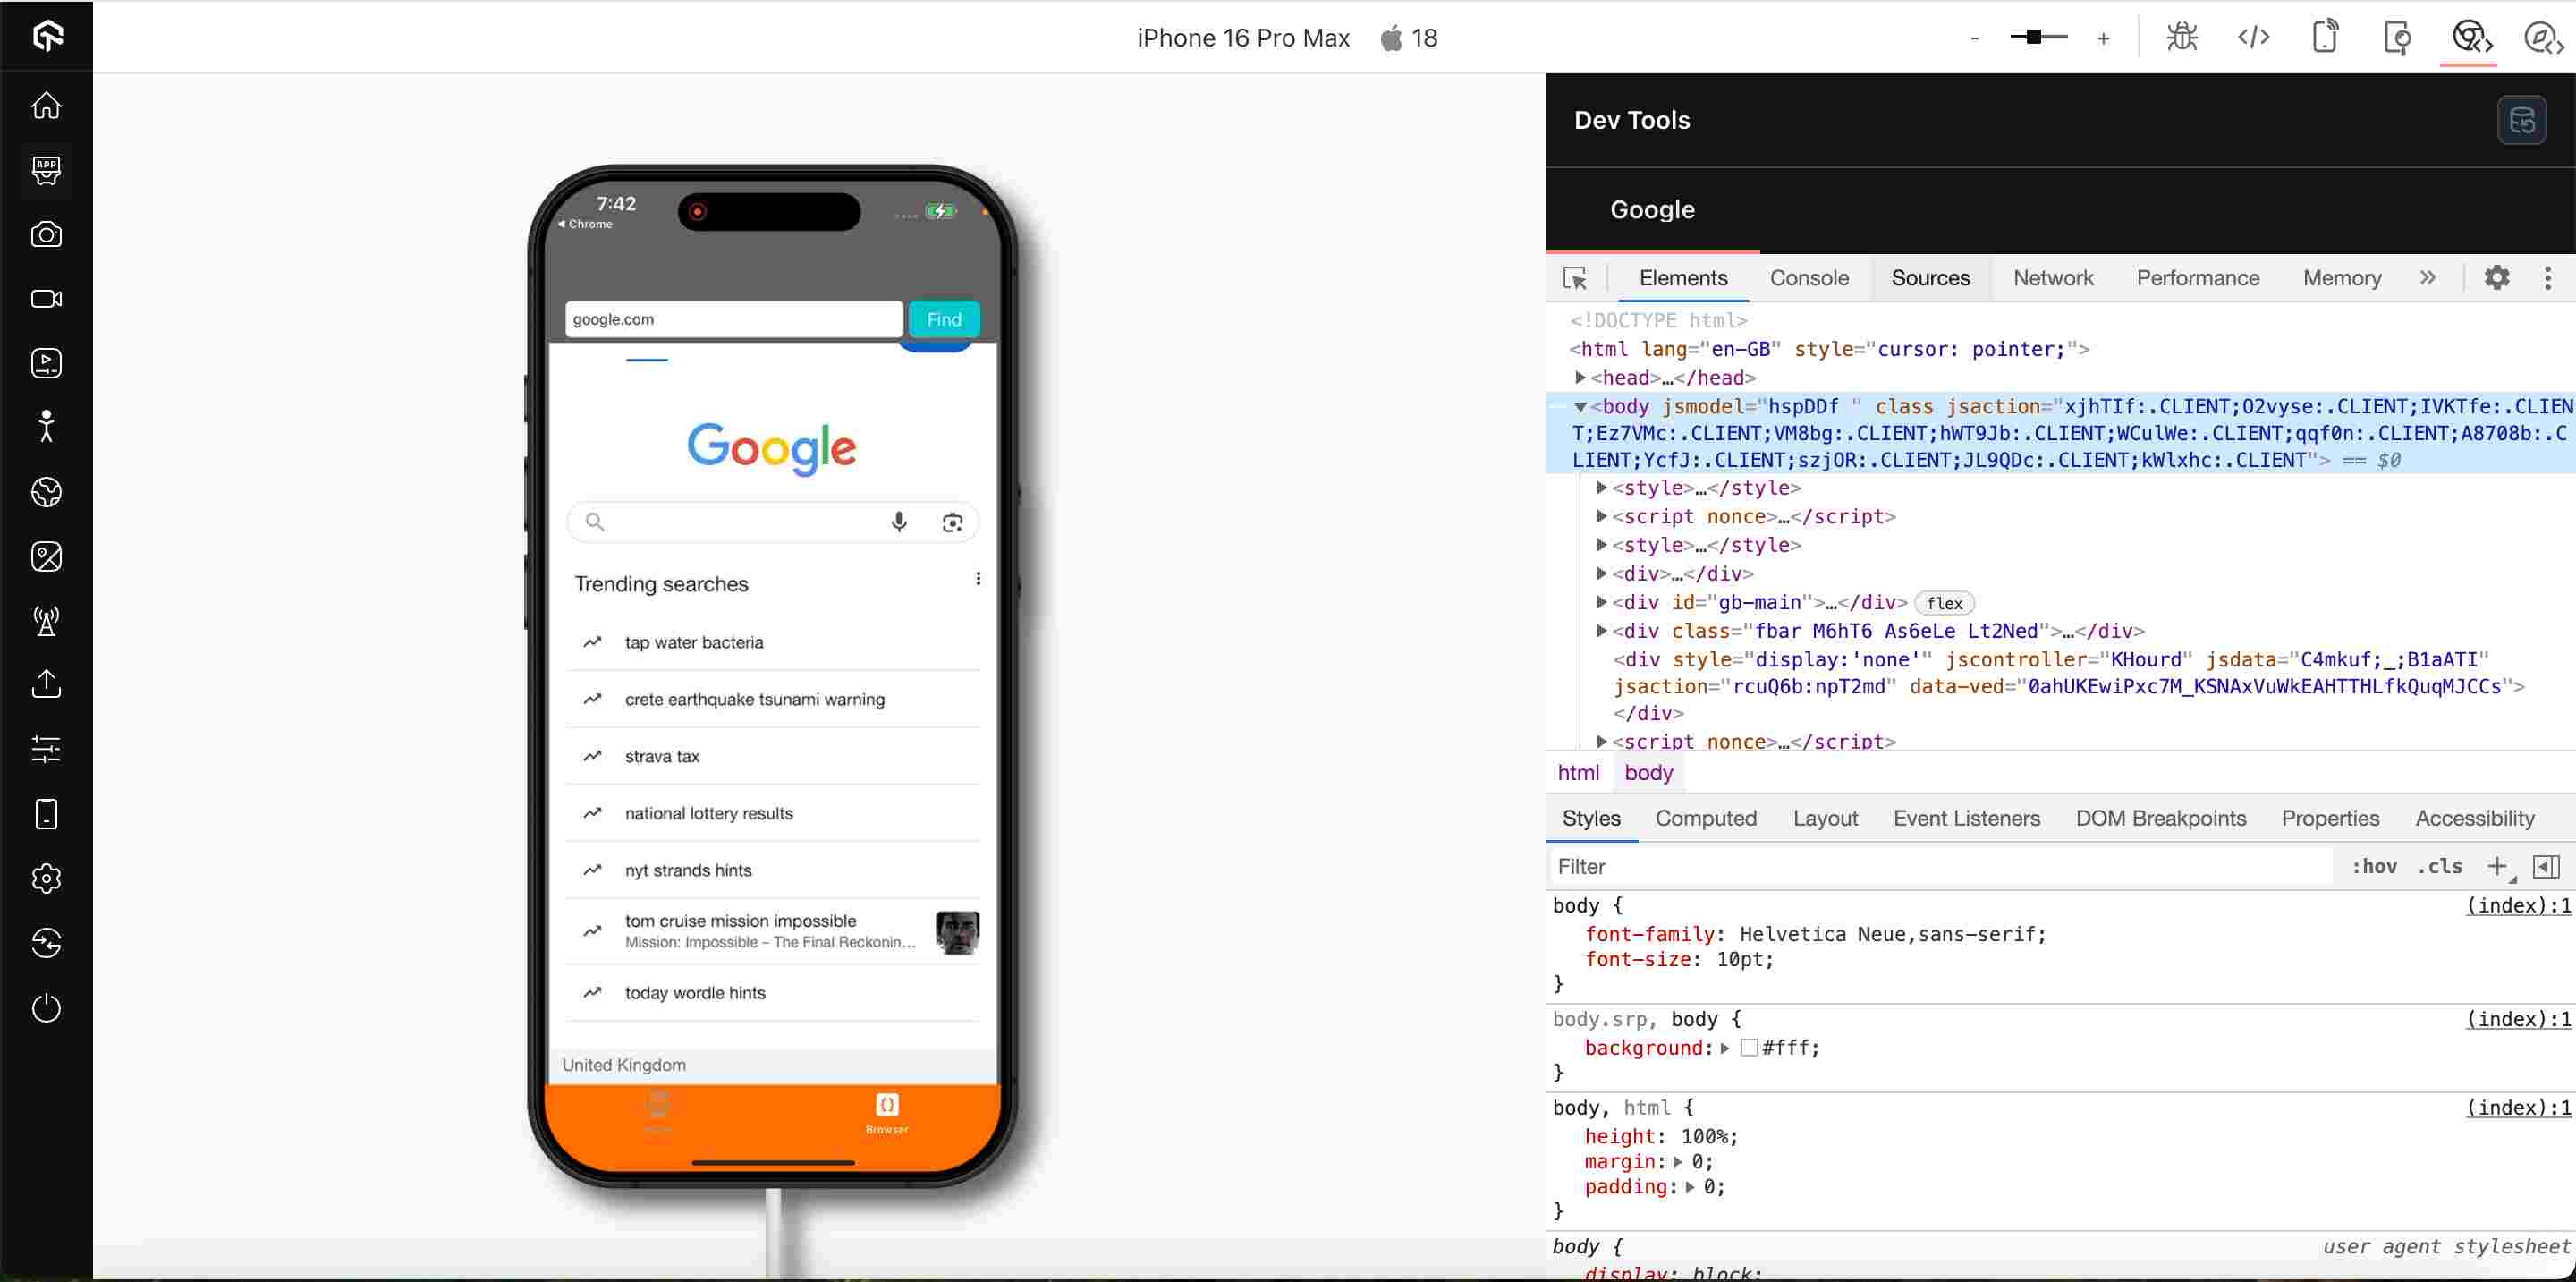 iPhone 16 Pro Max 18
- +
APP
7:42
Chrome
google.com
Find
Google
Trending searches
tap water bacteria
crete earthquake tsunami warning
strava tax
national lottery results
nyt strands hints
tom cruise mission impossible
Mission: Impossible – The Final Reckonin...
today wordle hints
United Kingdom
Browser
Dev Tools
Google
Elements Console Sources Network Performance Memory »
<!DOCTYPE html>
<html lang="en-GB" style="cursor: pointer;">
<head>…</head>
<body jsmodel="hspDDf " class jsaction="xjhTIf:.CLIENT;O2vyse:.CLIENT;IVKTfe:.CLIEN
T;Ez7VMc:.CLIENT;VM8bg:.CLIENT;hWT9Jb:.CLIENT;WCulWe:.CLIENT;qqf0n:.CLIENT;A8708b:.C
LIENT;YcfJ:.CLIENT;szjOR:.CLIENT;JL9QDc:.CLIENT;kWlxhc:.CLIENT"> == $0
<style>…</style>
<script nonce>…</script>
<style>…</style>
<div>…</div>
<div id="gb-main">…</div> flex
<div class="fbar M6hT6 As6eLe Lt2Ned">…</div>
<div style="display:'none'" jscontroller="KHourd" jsdata="C4mkuf;_;B1aATI"
jsaction="rcuQ6b:npT2md" data-ved="0ahUKEwiPxc7M_KSNAxVuWkEAHTTHLfkQuqMJCCs">
</div>
<script nonce>…</script>
html body
Styles Computed Layout Event Listeners DOM Breakpoints Properties Accessibility
Filter :hov .cls +
body { (index):1
font-family: Helvetica Neue,sans-serif;
font-size: 10pt;
}
body.srp, body { (index):1
background: #fff;
}
body, html { (index):1
height: 100%;
margin: 0;
padding: 0;
}
body { user agent stylesheet
display: block;